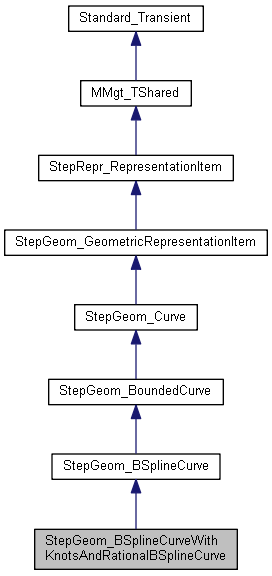 Standard_Transient
MMgt_TShared
StepRepr_RepresentationItem
StepGeom_GeometricRepresentationItem
StepGeom_Curve
StepGeom_BoundedCurve
StepGeom_BSplineCurve
StepGeom_BSplineCurveWith
KnotsAndRationalBSplineCurve